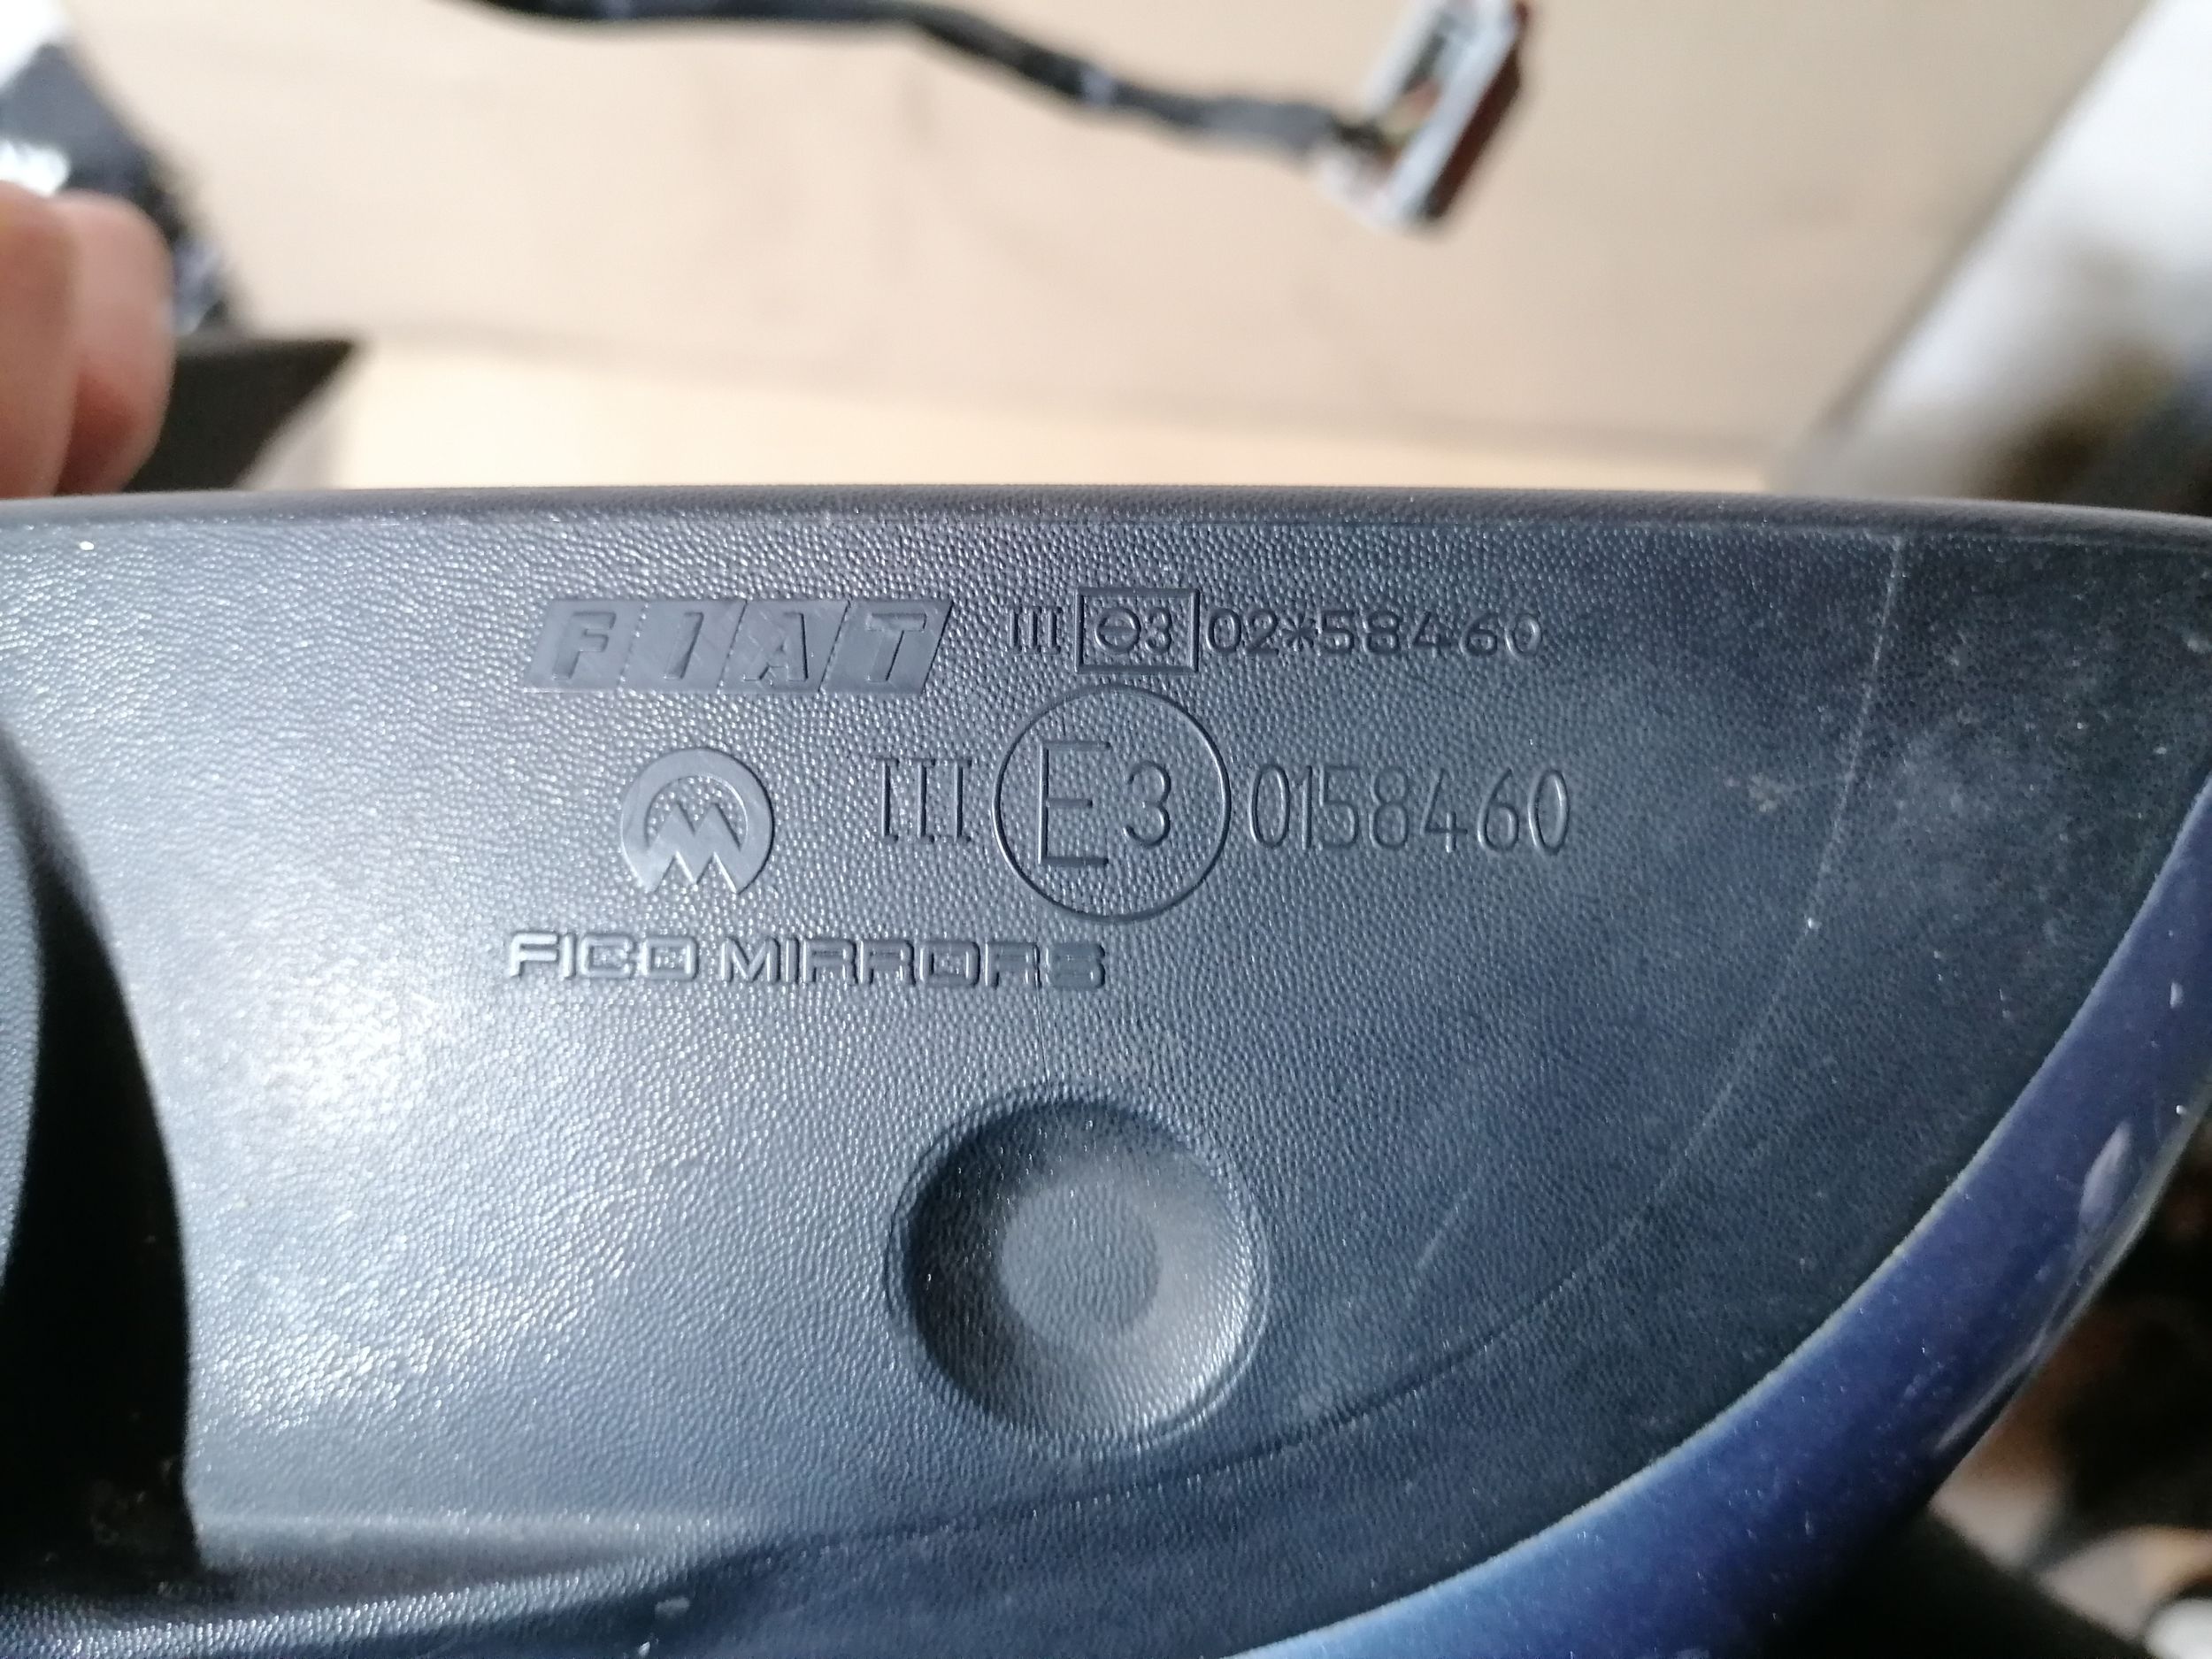 FIAT III e3 02*58460
III E3 0158460
FICO MIRRORS